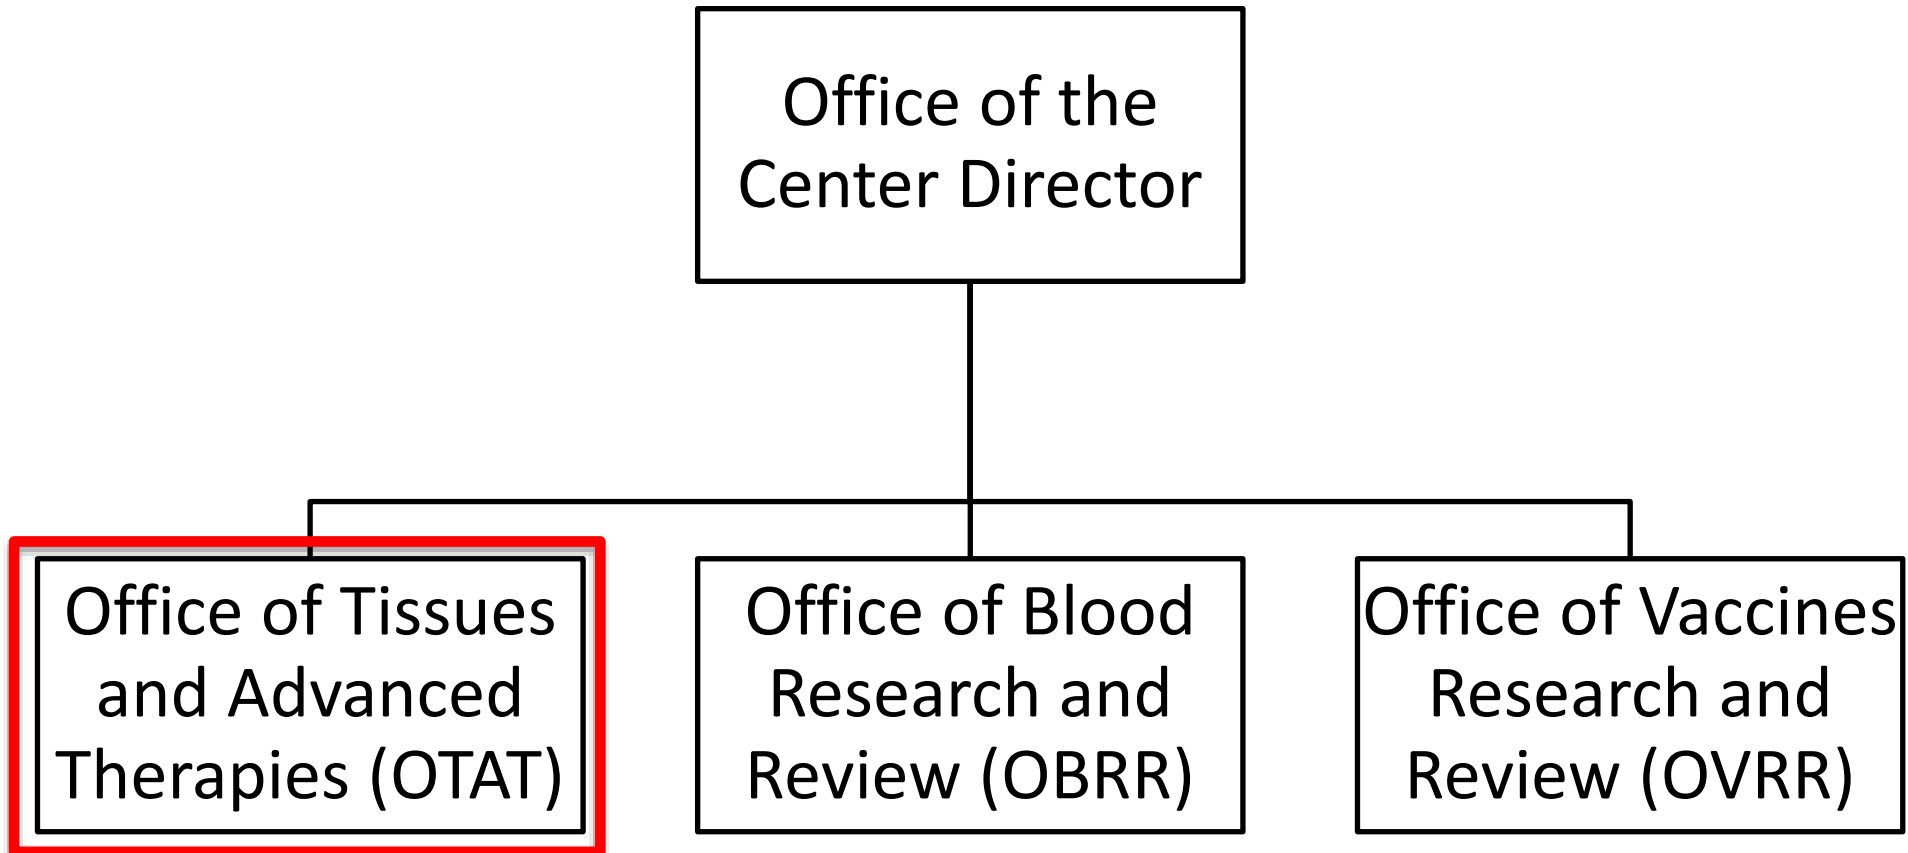 Office of the
Center Director
Office of Tissues
and Advanced
Therapies (OTAT)
Office of Blood
Research and
Review (OBRR)
Office of Vaccines
Research and
Review (OVRR)